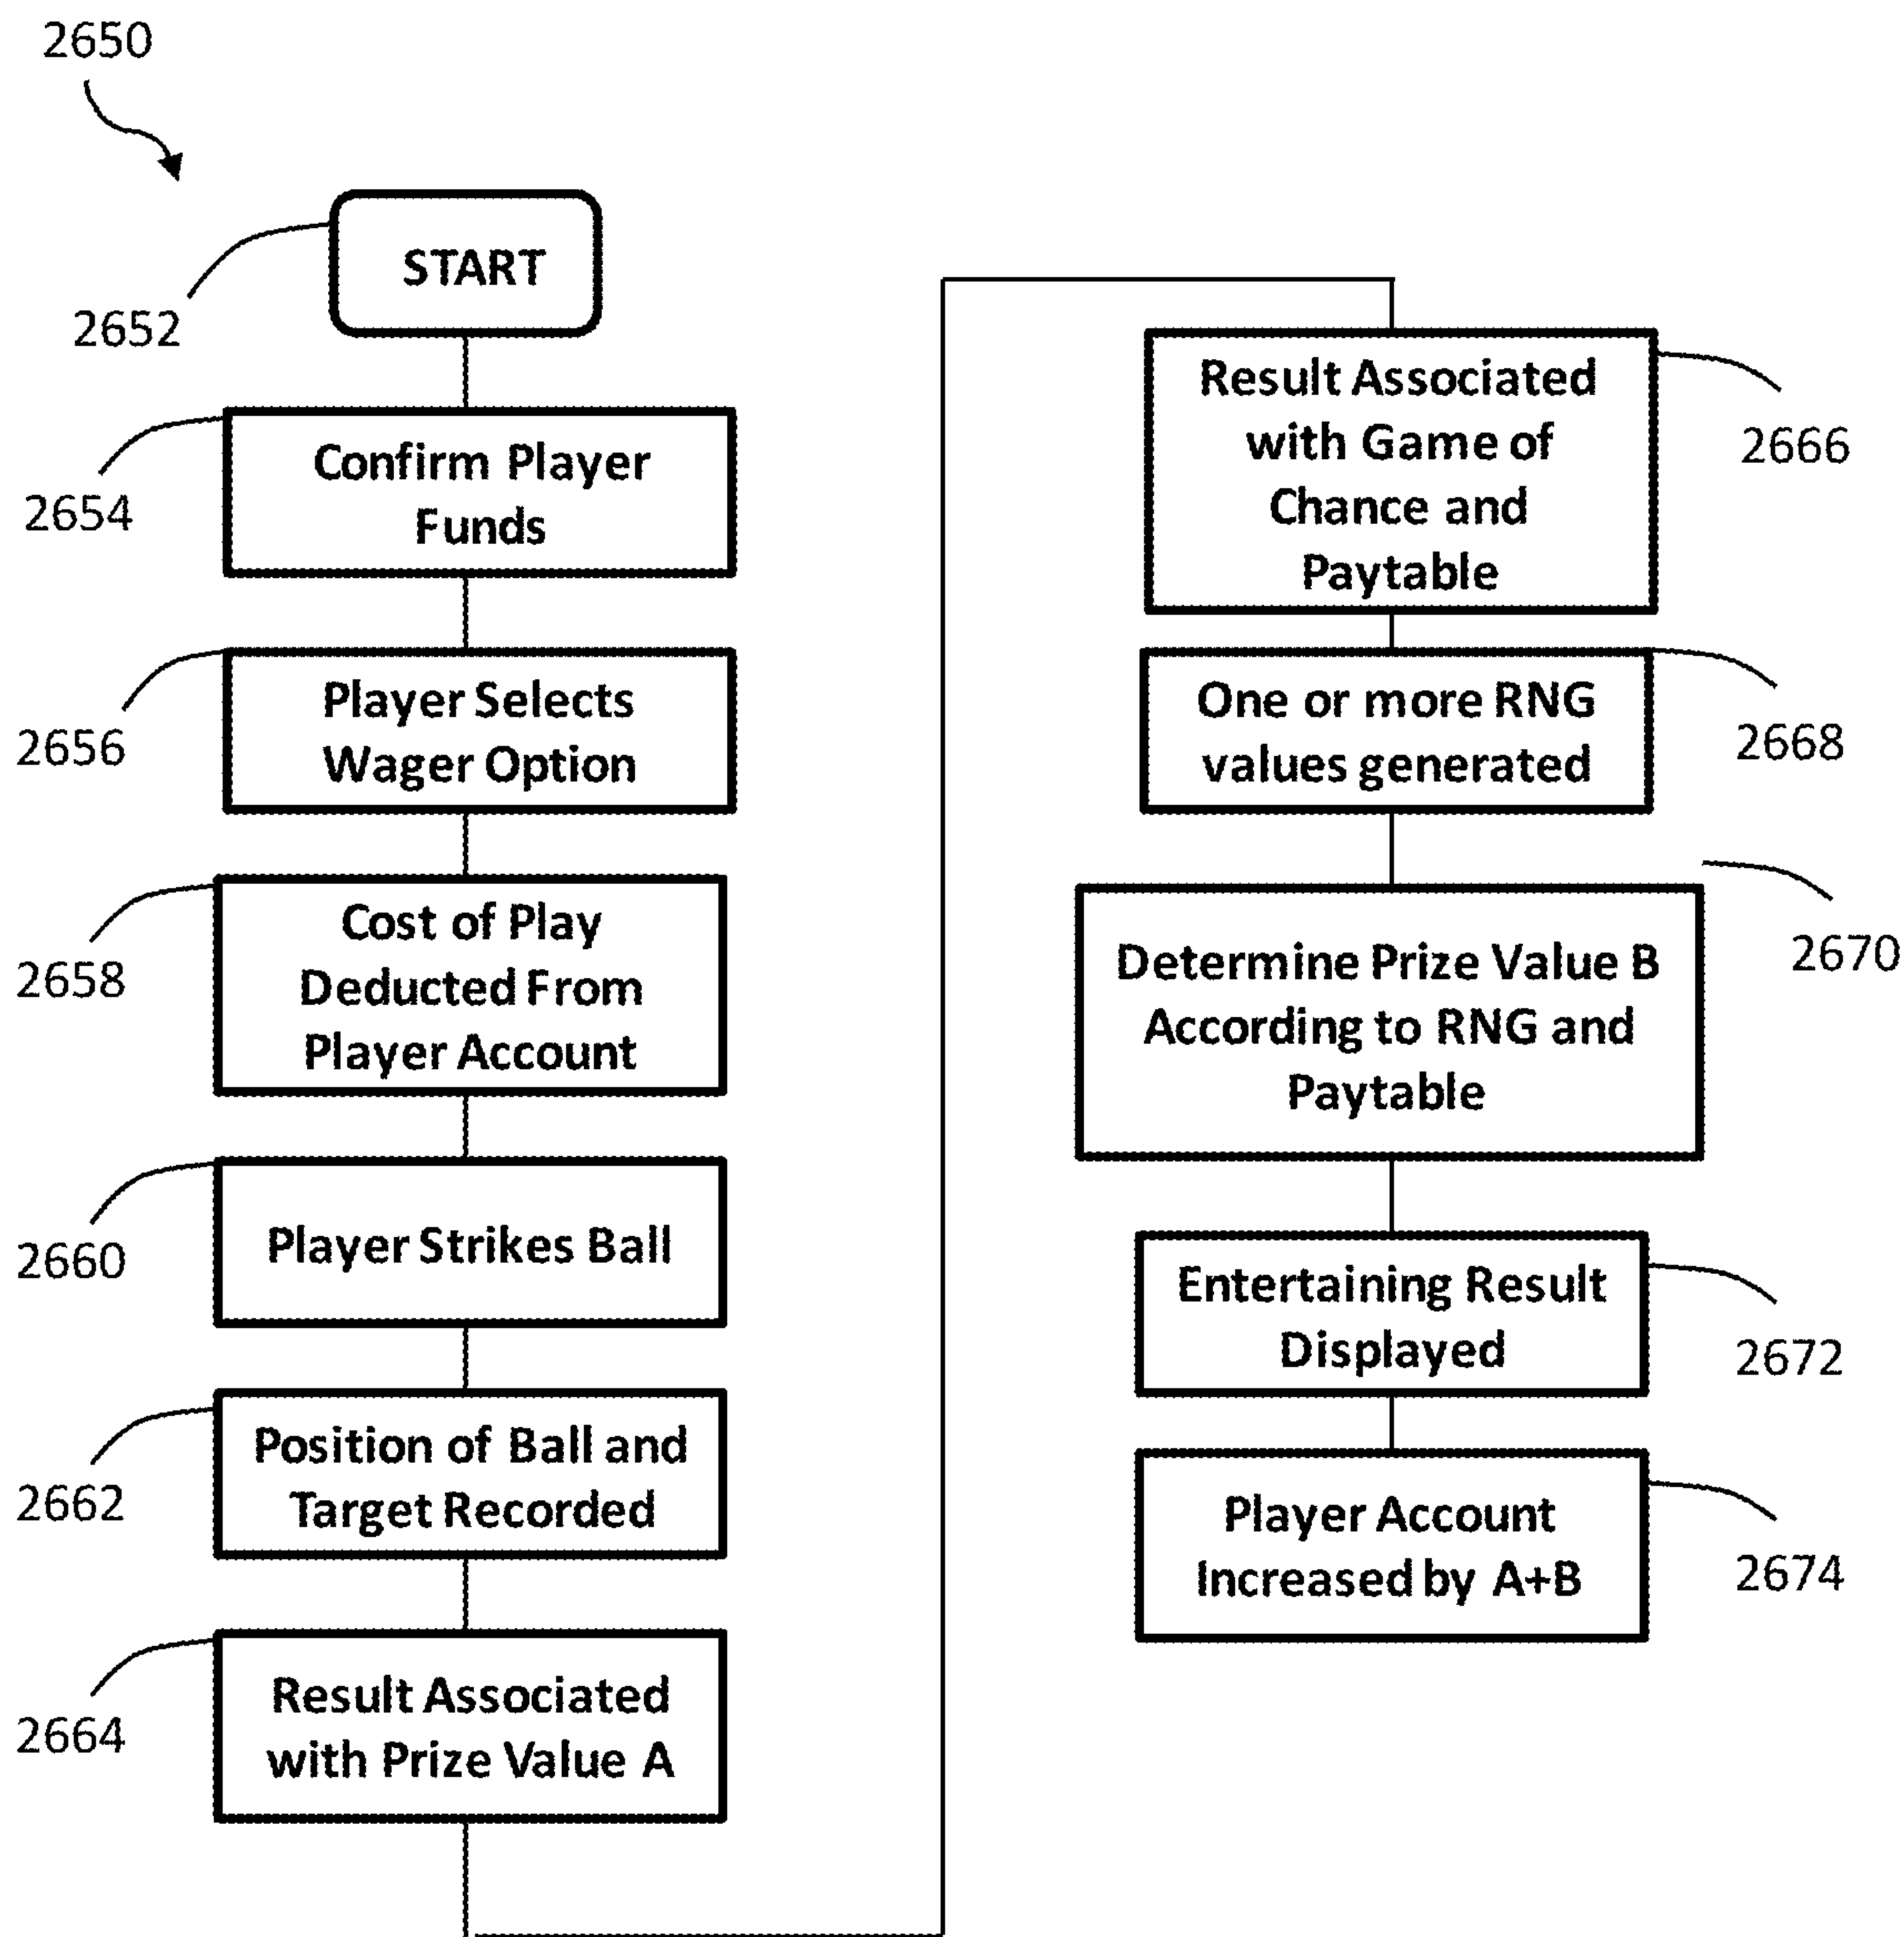 2650
START
2652
Confirm Player
Funds
2654
Player Selects
Wager Option
2656
Cost of Play
Deducted From
Player Account
2658
Player Strikes Ball
2660
Position of Ball and
Target Recorded
2662
Result Associated
with Prize Value A
2664
Result Associated
with Game of
Chance and
Paytable
2666
One or more RNG
values generated
2668
Determine Prize Value B
According to RNG and
Paytable
2670
Entertaining Result
Displayed
2672
Player Account
Increased by A+B
2674